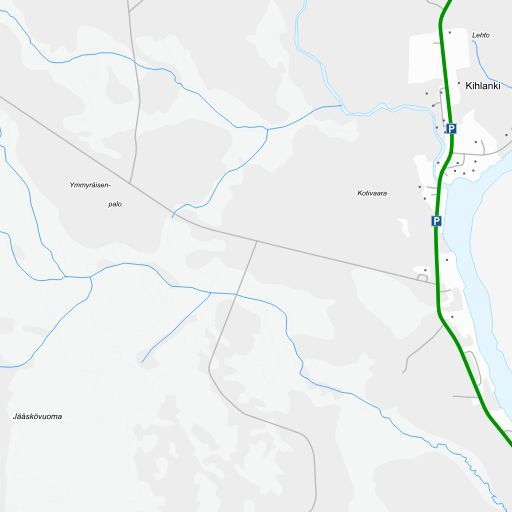 Lehto
Kihlanki
P
Ymmyräisen-
palo
Kotivaara
P
Jääskövuoma